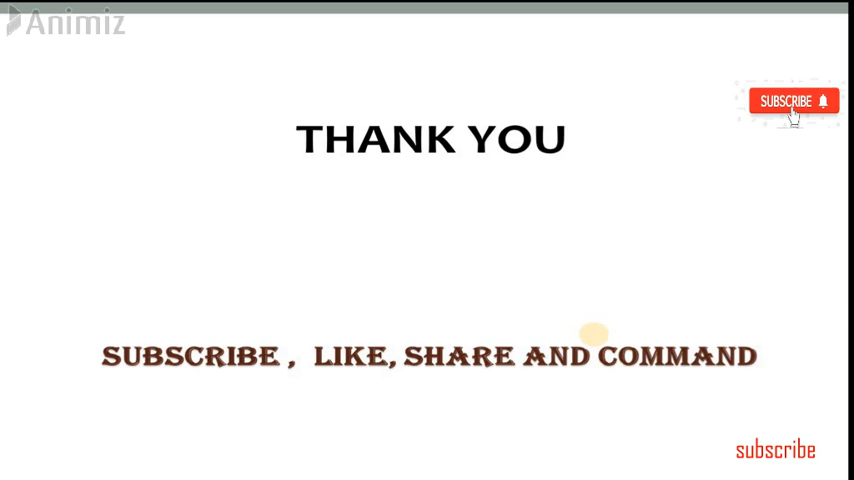 Animiz
SUBSCRIBE
THANK YOU
SUBSCRIBE , LIKE, SHARE AND COMMAND
subscribe